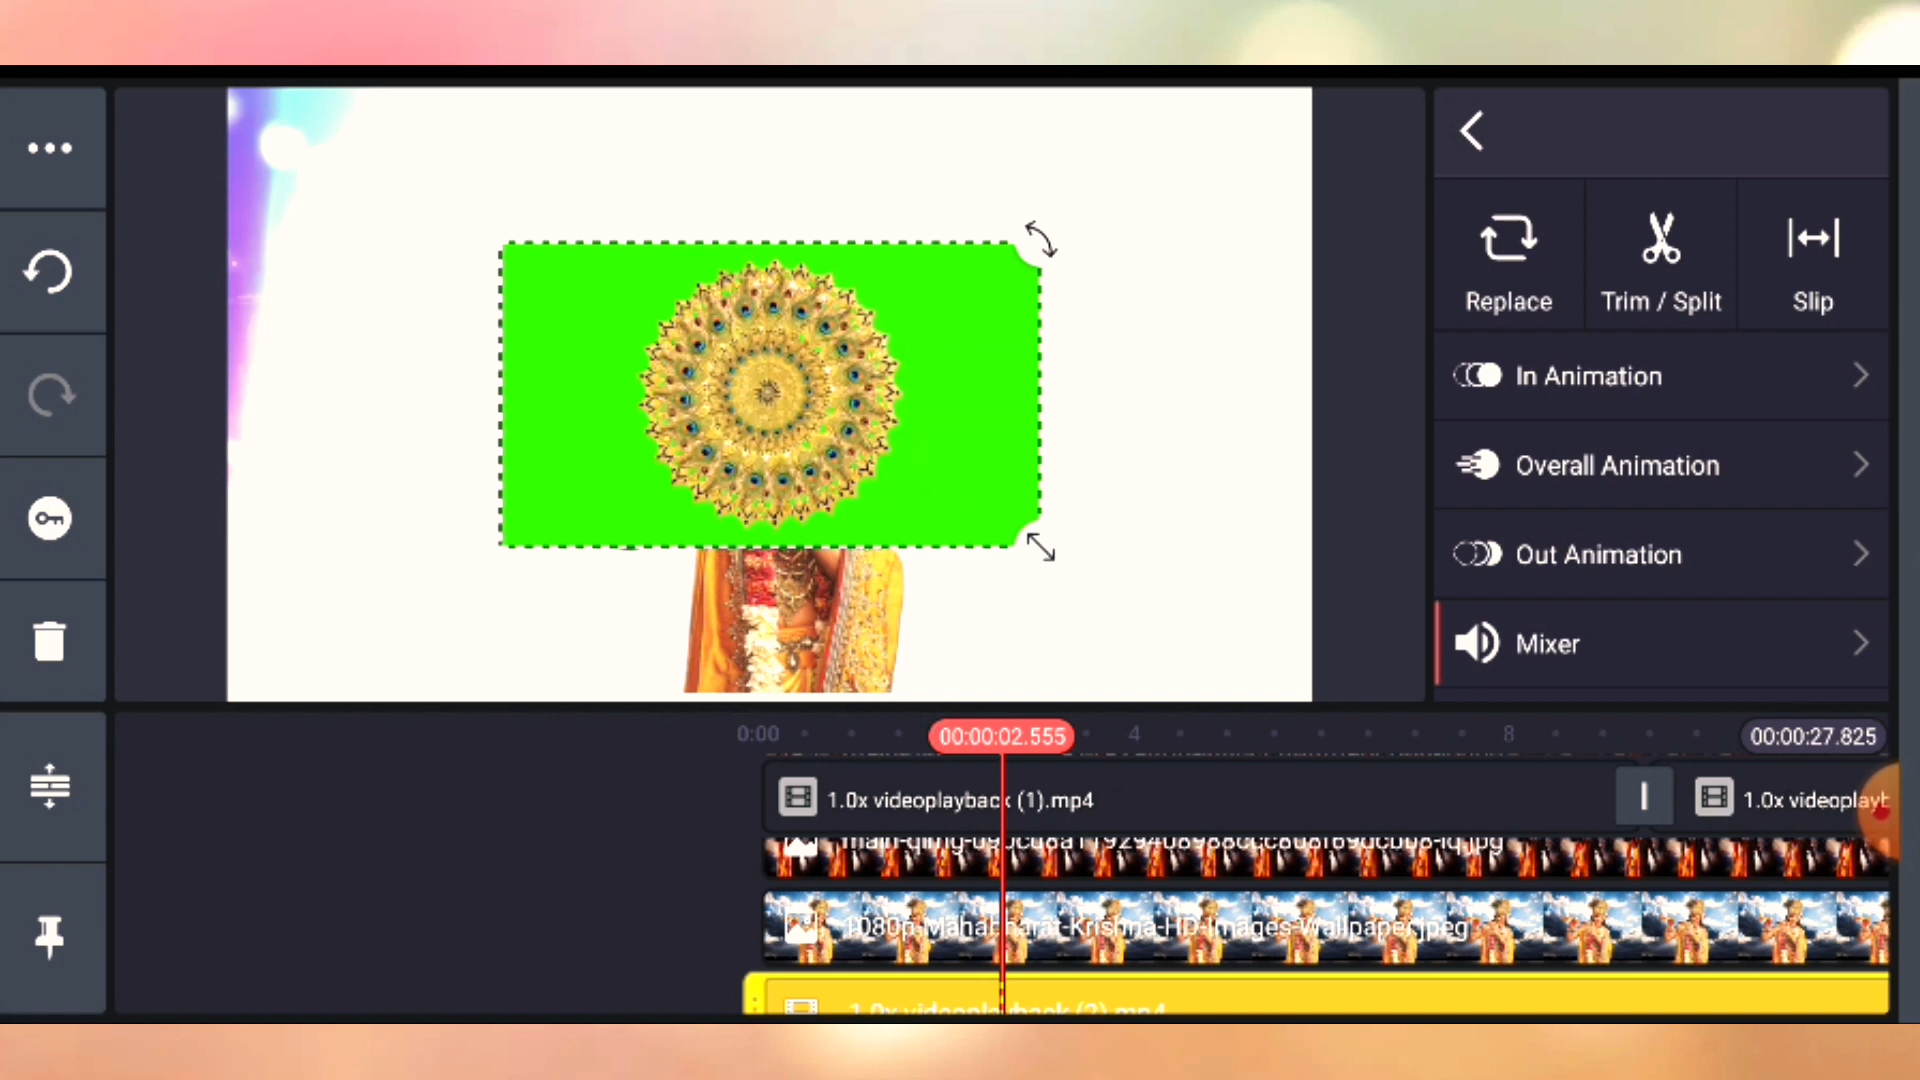 Replace
Trim / Split
Slip
In Animation
Overall Animation
Out Animation
Mixer
0:00
00:00:02.555
4
8
00:00:27.825
1.0x videoplayback (1).mp4
1.0x videoplayb
1080p-Mahabharat-Krishna-HD-Images-Wallpaper.jpeg
1.0x videoplayback (2).mp4